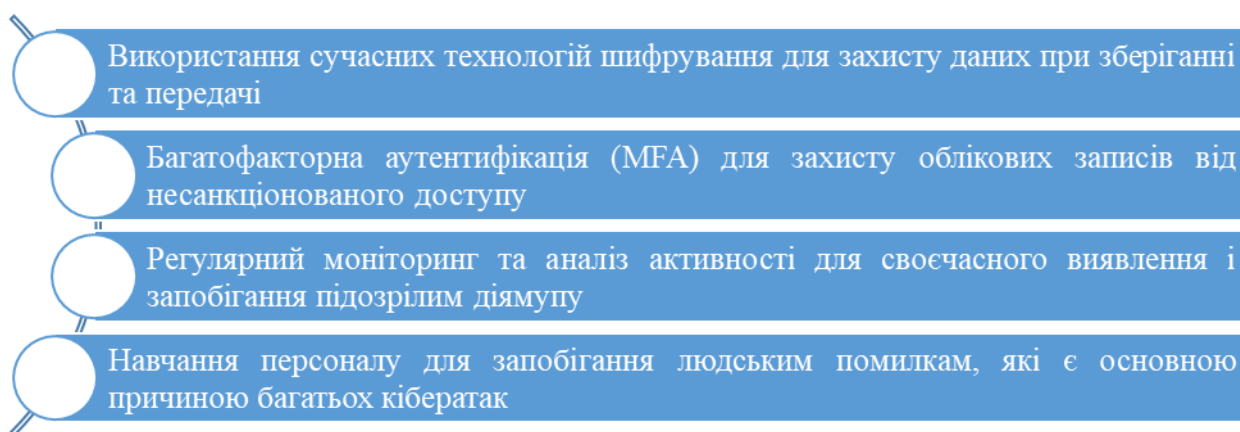 Використання сучасних технологій шифрування для захисту даних при зберіганні
та передачі
Багатофакторна аутентифікація (MFA) для захисту облікових записів від
несанкціонованого доступу
Регулярний моніторинг та аналіз активності для своєчасного виявлення і
запобігання підозрілим діямупу
Навчання персоналу для запобігання людським помилкам, які є основною
причиною багатьох кібератак